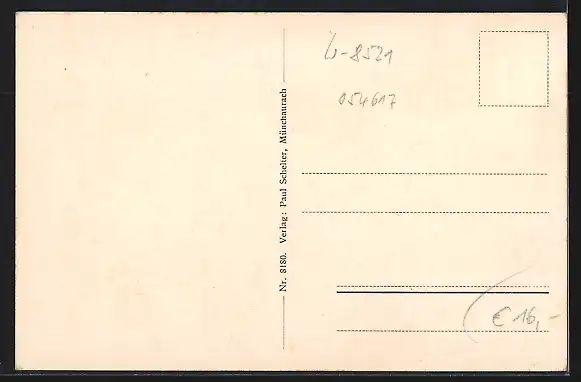 W-8521
054617
Nr. 8180. Verlag: Paul Schelter, Münchaurach
€ 16,-